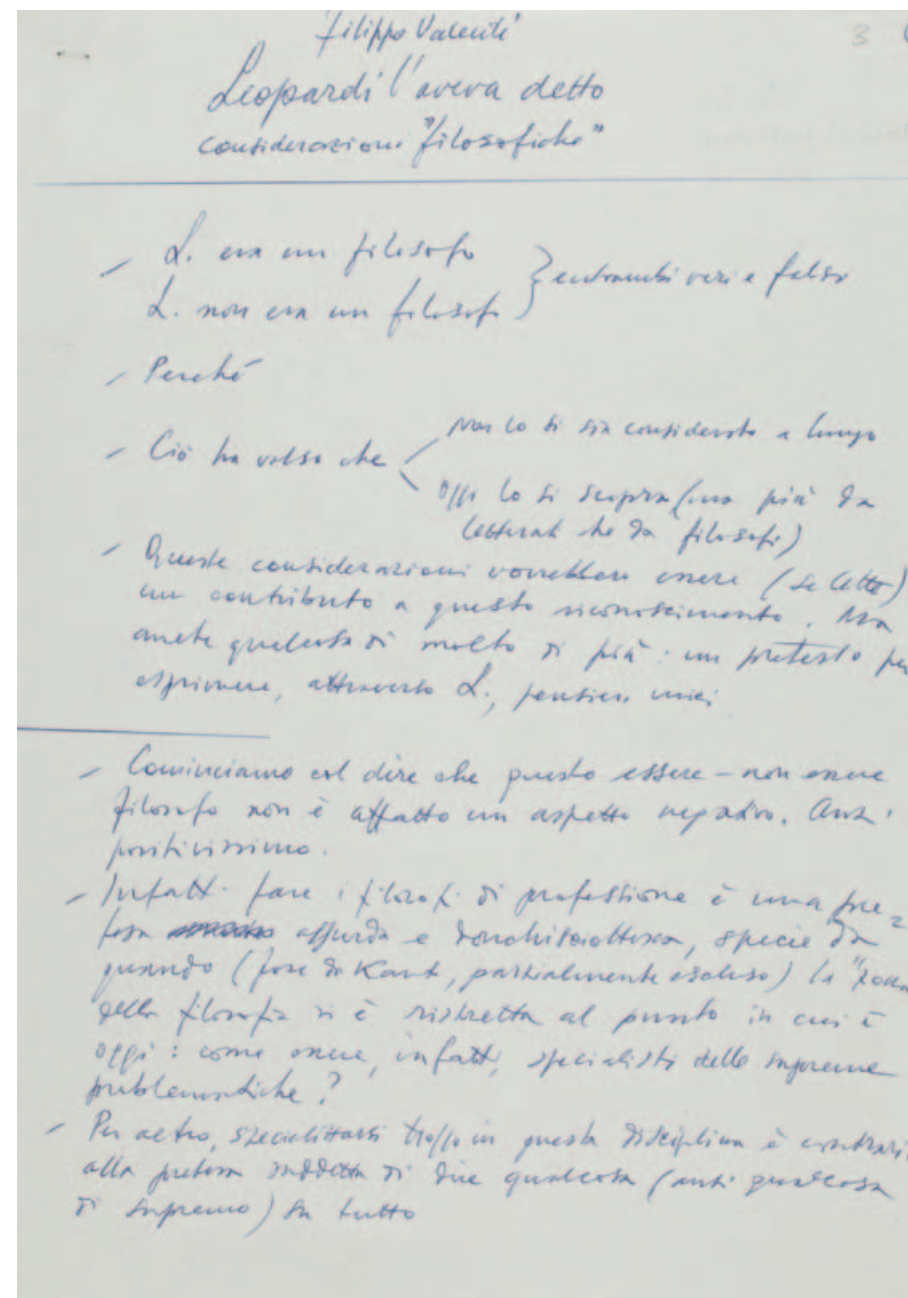 Filippo Valenti
3
Leopardi l'aveva detto
considerazioni "filosofiche"
- L. era un filosofo
L. non era un filosofo } entrambi veri e falsi
- Perché
- Ciò ha valso che
non lo si sia considerato a lungo
oggi lo si scopra (ma più da
letterati che da filosofi)
- Queste considerazioni vorrebbero essere (se lette)
un contributo a questo riconoscimento. Ma
anche qualcosa di molto di più: un pretesto per
esprimere, attraverso L., pensieri miei
- Cominciamo col dire che questo essere - non essere
filosofo non è affatto un aspetto negativo. Anzi
positivissimo.
- Infatti fare i filosofi di professione è una pre=
tesa assurda e donchisciottesca, specie da
quando (forse da Kant, parzialmente escluso) la "zona
della filosofia si è ristretta al punto in cui è
oggi: come essere, infatti, specialisti delle supreme
problematiche?
- Per altro, specializzarsi troppo in questa disciplina è contrari
alla pretesa suddetta di dire qualcosa (anzi qualcosa
di supremo) su tutto